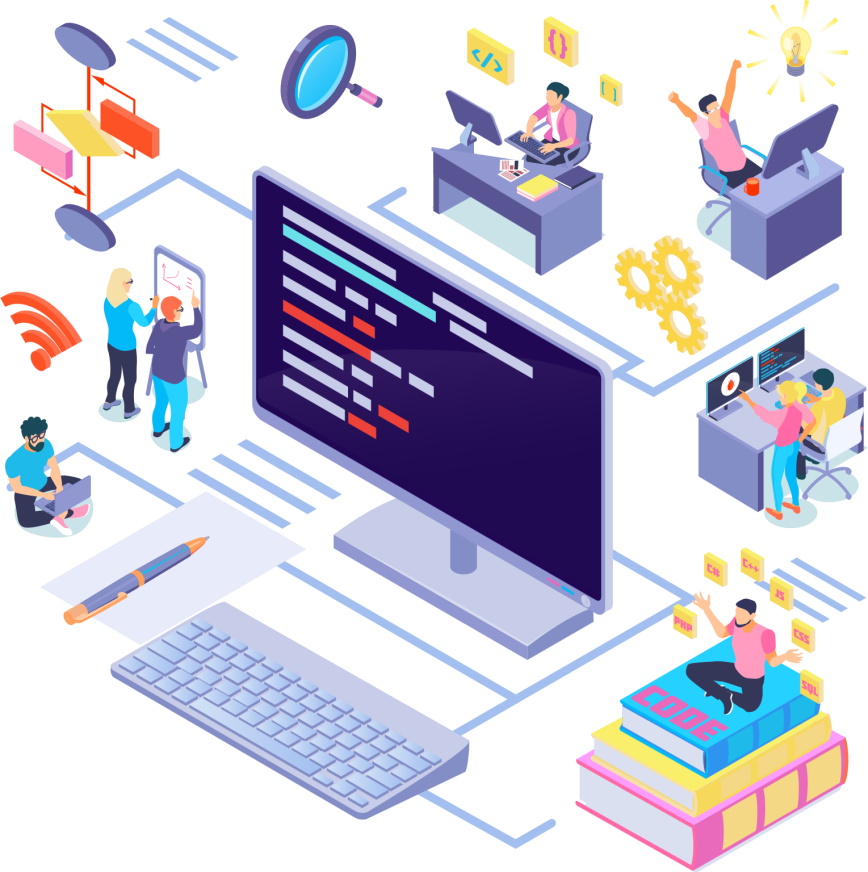 </>
{}
[ ]
C#
C++
JS
PHP
CSS
SQL
CODE